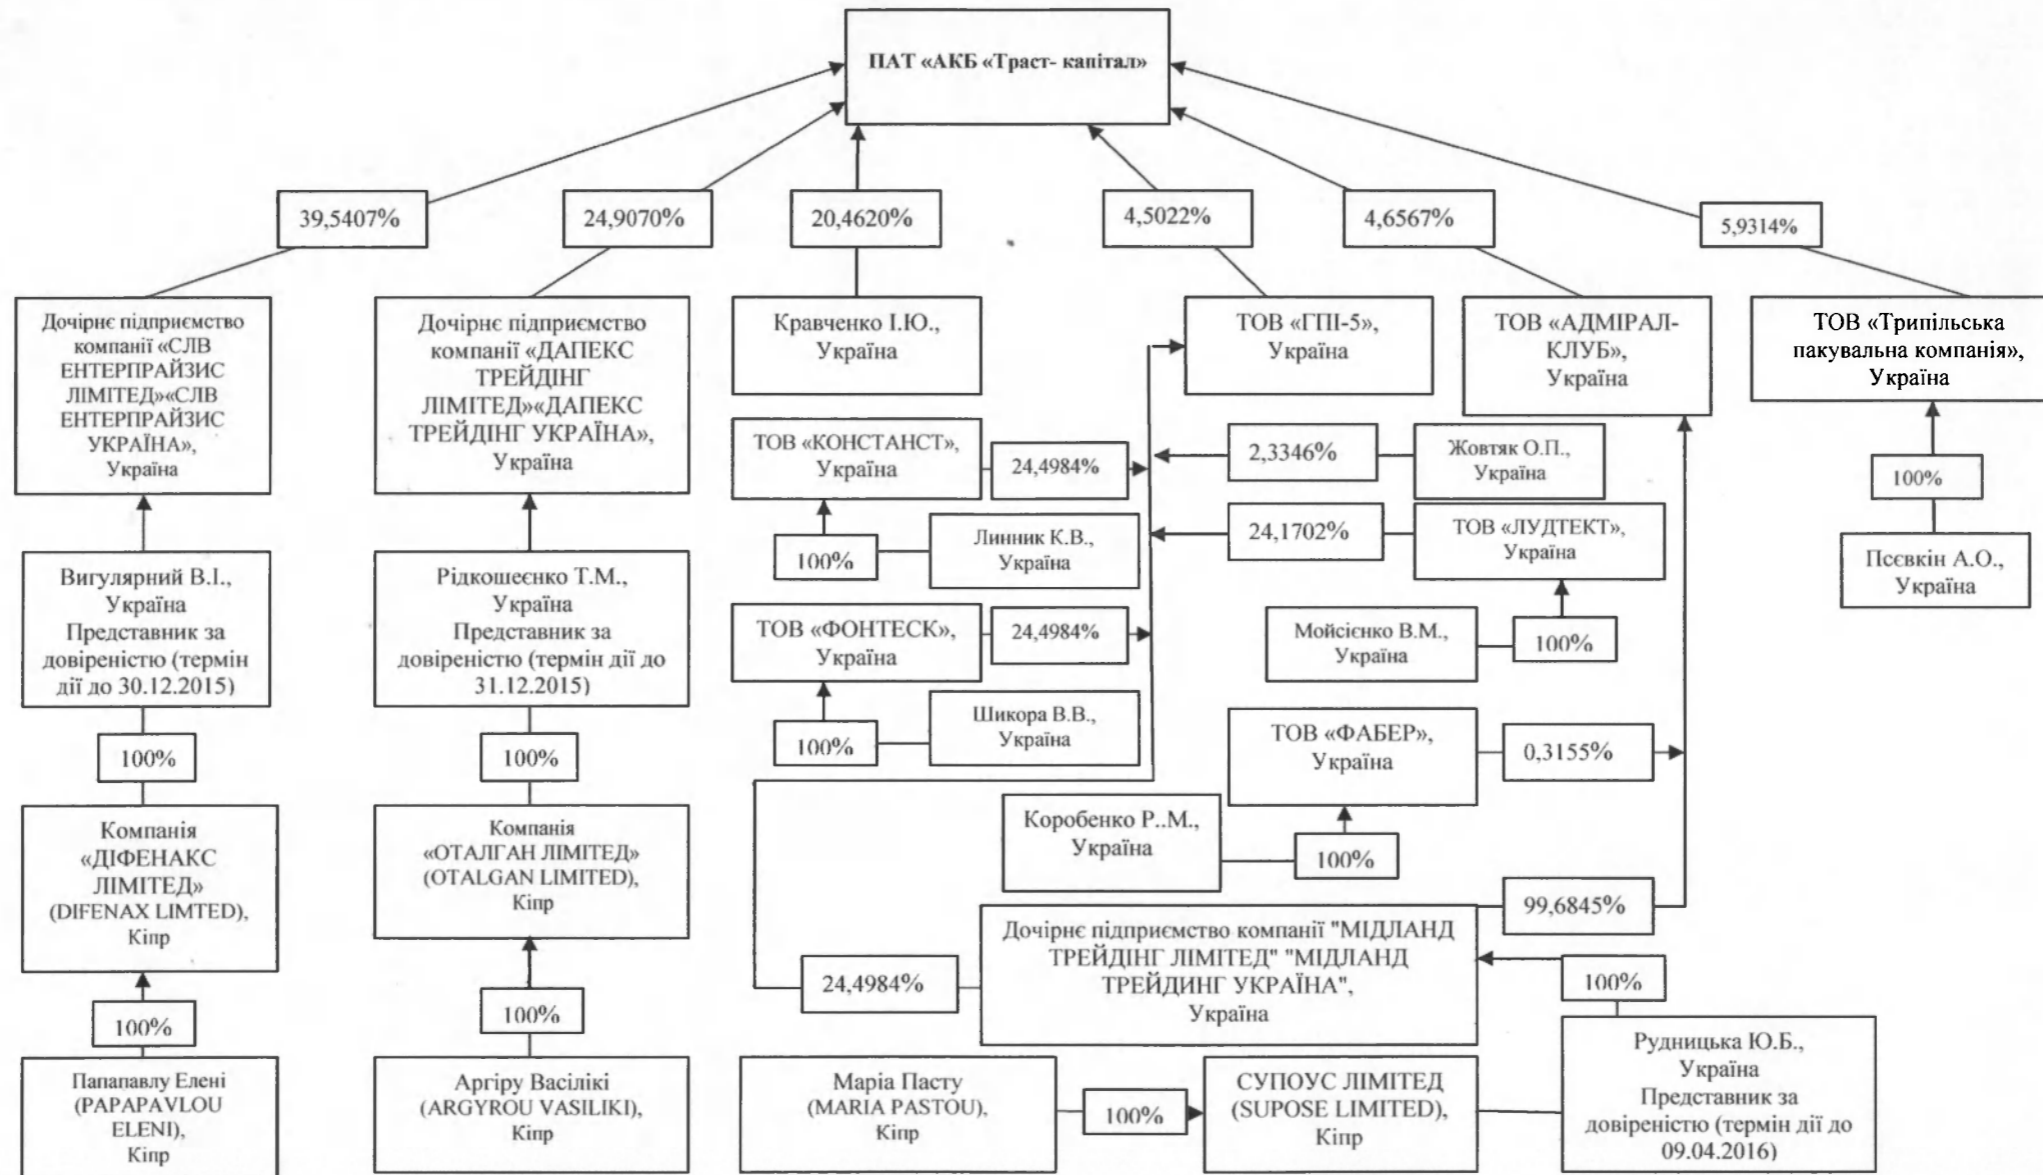 ПАТ «АКБ «Траст- капітал»
39,5407%
24,9070%
20,4620%
4,5022%
4,6567%
5,9314%
Дочірнє підприємство
компанії «СЛВ
ЕНТЕРПРАЙЗИС
ЛІМІТЕД»«СЛВ
ЕНТЕРПРАЙЗИС
УКРАЇНА»,
Україна
Дочірнє підприємство
компанії «ДАПЕКС
ТРЕЙДІНГ
ЛІМІТЕД»«ДАПЕКС
ТРЕЙДІНГ УКРАЇНА»,
Україна
Кравченко І.Ю.,
Україна
ТОВ «ГПІ-5»,
Україна
ТОВ «АДМІРАЛ-
КЛУБ»,
Україна
ТОВ «Трипільська
пакувальна компанія»,
Україна
ТОВ «КОНСТАНСТ»,
Україна
24,4984%
2,3346%
Жовтяк О.П.,
Україна
100%
100%
Линник К.В.,
Україна
24,1702%
ТОВ «ЛУДТЕКТ»,
Україна
Пєєвкін А.О.,
Україна
Вигулярний В.І.,
Україна
Представник за
довіреністю (термін
дії до 30.12.2015)
Рідкошеєнко Т.М.,
Україна
Представник за
довіреністю (термін дії до
31.12.2015)
ТОВ «ФОНТЕСК»,
Україна
24,4984%
Мойсієнко В.М.,
Україна
100%
100%
Шикора В.В.,
Україна
ТОВ «ФАБЕР»,
Україна
0,3155%
100%
100%
Компанія
«ДІФЕНАКС
ЛІМІТЕД»
(DIFENAX LIMTED),
Кіпр
Компанія
«ОТАЛГАН ЛІМІТЕД»
(OTALGAN LIMITED),
Кіпр
Коробенко Р..М.,
Україна
100%
99,6845%
Дочірнє підприємство компанії "МІДЛАНД
ТРЕЙДІНГ ЛІМІТЕД" "МІДЛАНД
ТРЕЙДИНГ УКРАЇНА",
Україна
24,4984%
100%
100%
100%
Папапавлу Елені
(PAPAPAVLOU
ELENI),
Кіпр
Аргіру Васілікі
(ARGYROU VASILIKI),
Кіпр
Маріа Пасту
(MARIA PASTOU),
Кіпр
100%
СУПОУС ЛІМІТЕД
(SUPOSE LIMITED),
Кіпр
Рудницька Ю.Б.,
Україна
Представник за
довіреністю (термін дії до
09.04.2016)